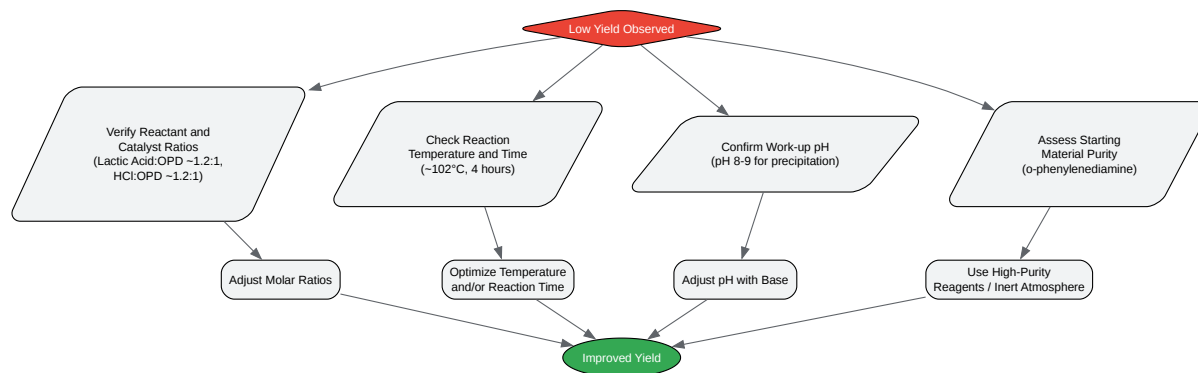 Low Yield Observed
Verify Reactant and
Catalyst Ratios
(Lactic Acid:OPD ~1.2:1,
HCl:OPD ~1.2:1)
Check Reaction
Temperature and Time
(~102°C, 4 hours)
Confirm Work-up pH
(pH 8-9 for precipitation)
Assess Starting
Material Purity
(o-phenylenediamine)
Adjust Molar Ratios
Optimize Temperature
and/or Reaction Time
Adjust pH with Base
Use High-Purity
Reagents / Inert Atmosphere
Improved Yield